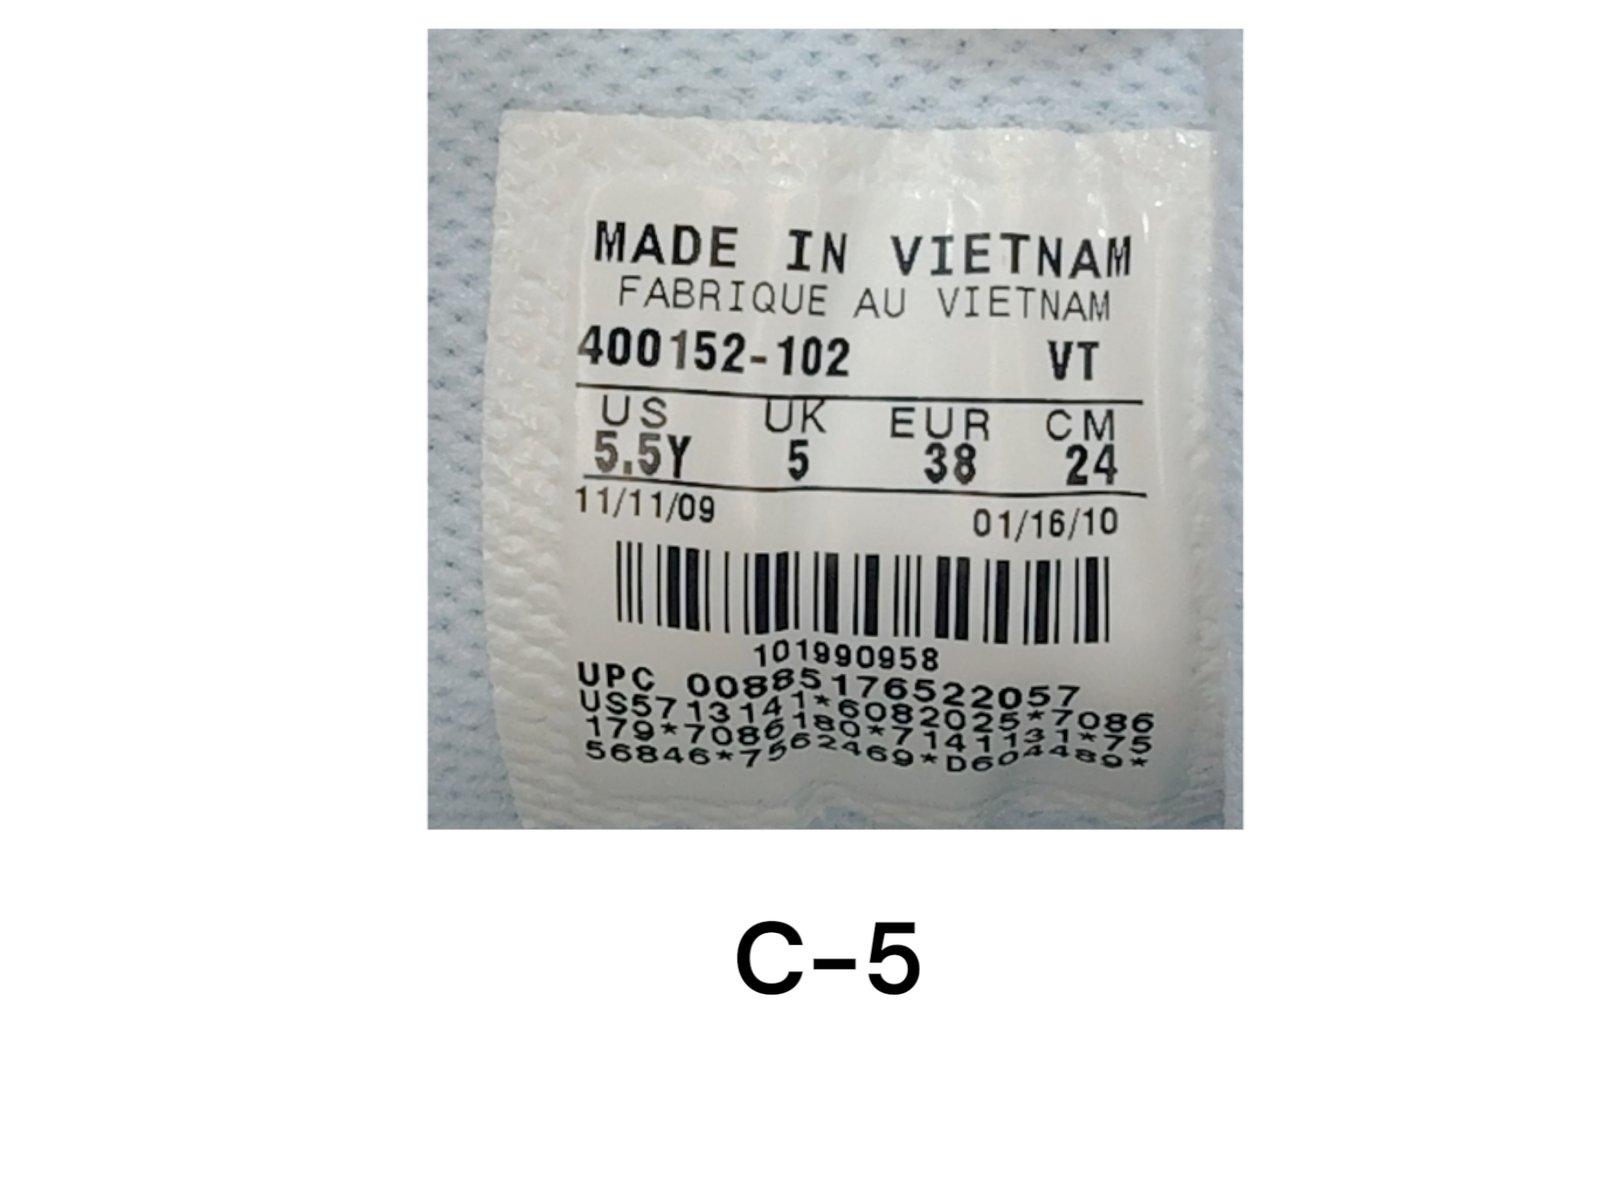 MADE IN VIETNAM
FABRIQUE AU VIETNAM
400152-102 VT
US UK EUR CM
5.5Y 5 38 24
11/11/09 01/16/10
101990958
UPC 00885176522057
US5713141*6082025*7086
179*7086180*7141131*75
56846*7562469*D604489*
C-5